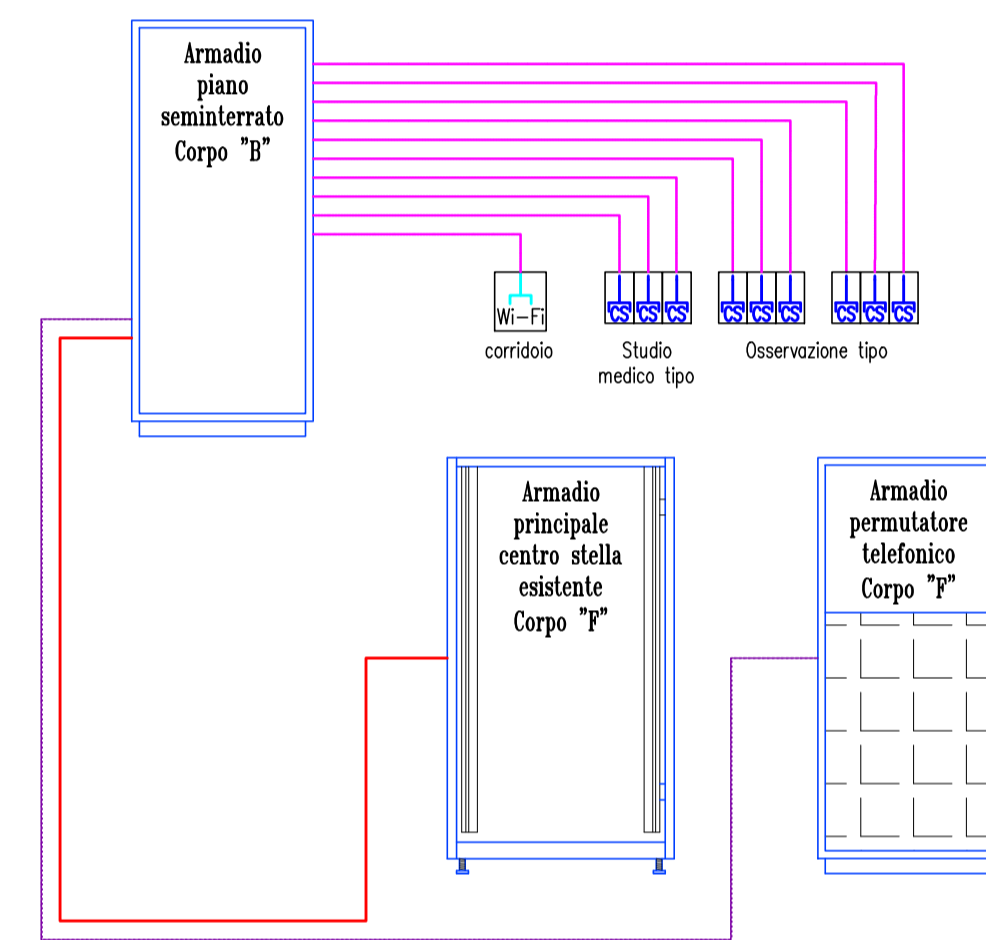 Armadio
piano
seminterrato
Corpo "B"
Wi-Fi
CS CS CS
CS CS CS
CS CS CS
corridoio
Studio
medico tipo
Osservazione tipo
Armadio
principale
centro stella
esistente
Corpo "F"
Armadio
permutatore
telefonico
Corpo "F"